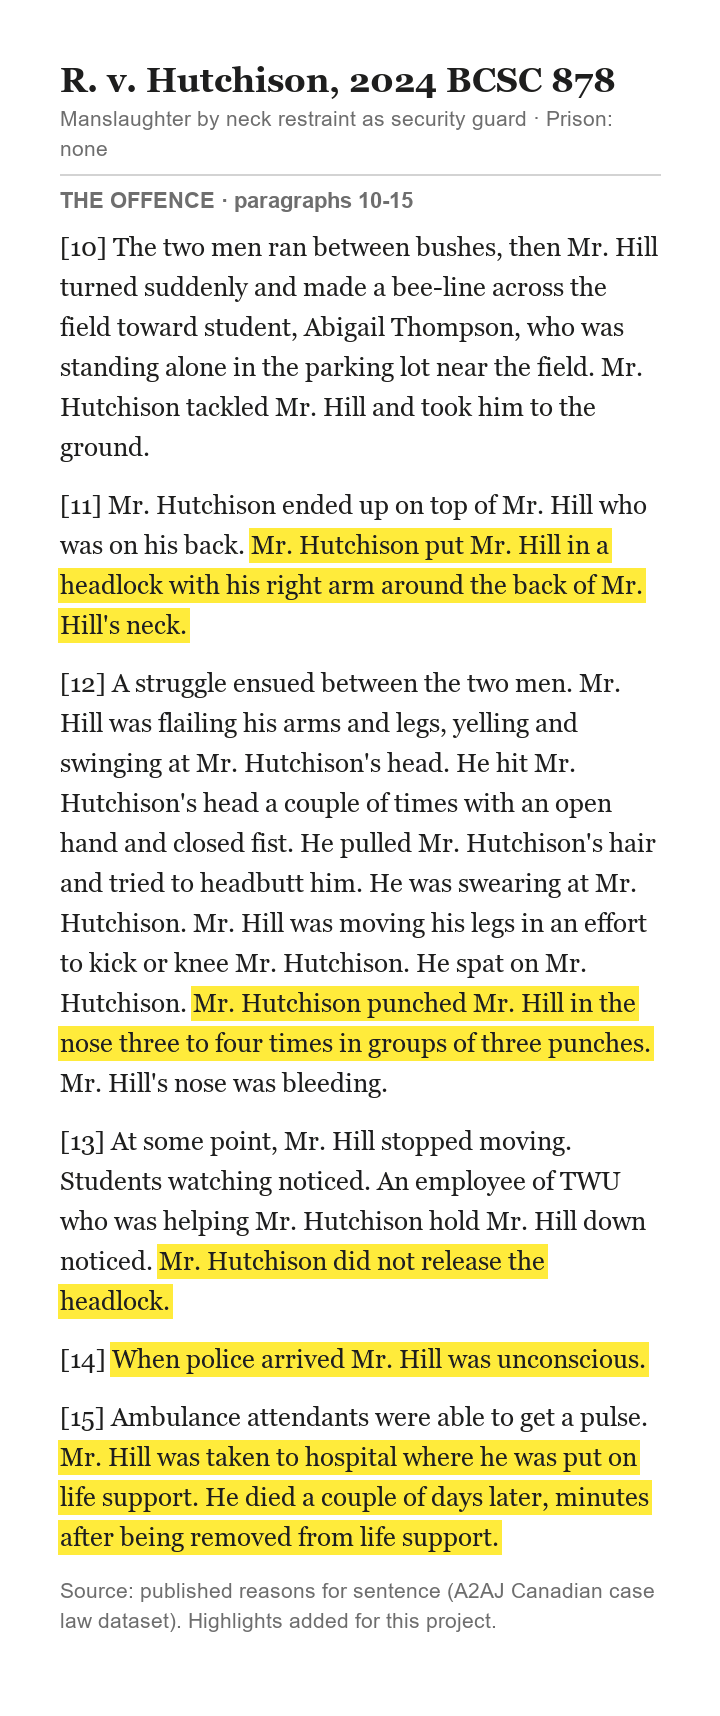 R. v. Hutchison, 2024 BCSC 878
Manslaughter by neck restraint as security guard · Prison:
none
THE OFFENCE · paragraphs 10-15
[10] The two men ran between bushes, then Mr. Hill
turned suddenly and made a bee-line across the
field toward student, Abigail Thompson, who was
standing alone in the parking lot near the field. Mr.
Hutchison tackled Mr. Hill and took him to the
ground.
[11] Mr. Hutchison ended up on top of Mr. Hill who
was on his back. Mr. Hutchison put Mr. Hill in a
headlock with his right arm around the back of Mr.
Hill's neck.
[12] A struggle ensued between the two men. Mr.
Hill was flailing his arms and legs, yelling and
swinging at Mr. Hutchison's head. He hit Mr.
Hutchison's head a couple of times with an open
hand and closed fist. He pulled Mr. Hutchison's hair
and tried to headbutt him. He was swearing at Mr.
Hutchison. Mr. Hill was moving his legs in an effort
to kick or knee Mr. Hutchison. He spat on Mr.
Hutchison. Mr. Hutchison punched Mr. Hill in the
nose three to four times in groups of three punches.
Mr. Hill's nose was bleeding.
[13] At some point, Mr. Hill stopped moving.
Students watching noticed. An employee of TWU
who was helping Mr. Hutchison hold Mr. Hill down
noticed. Mr. Hutchison did not release the
headlock.
[14] When police arrived Mr. Hill was unconscious.
[15] Ambulance attendants were able to get a pulse.
Mr. Hill was taken to hospital where he was put on
life support. He died a couple of days later, minutes
after being removed from life support.
Source: published reasons for sentence (A2AJ Canadian case
law dataset). Highlights added for this project.